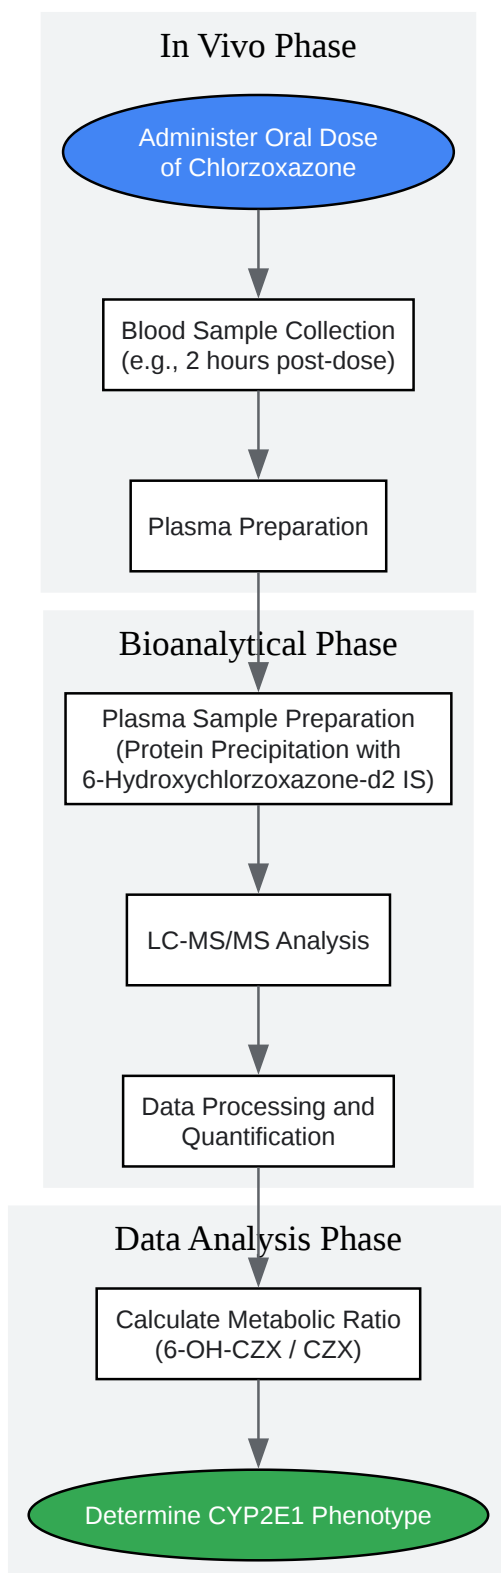 In Vivo Phase
Administer Oral Dose
of Chlorzoxazone
Blood Sample Collection
(e.g., 2 hours post-dose)
Plasma Preparation
Bioanalytical Phase
Plasma Sample Preparation
(Protein Precipitation with
6-Hydroxychlorzoxazone-d2 IS)
LC-MS/MS Analysis
Data Processing and
Quantification
Data Analysis Phase
Calculate Metabolic Ratio
(6-OH-CZX / CZX)
Determine CYP2E1 Phenotype